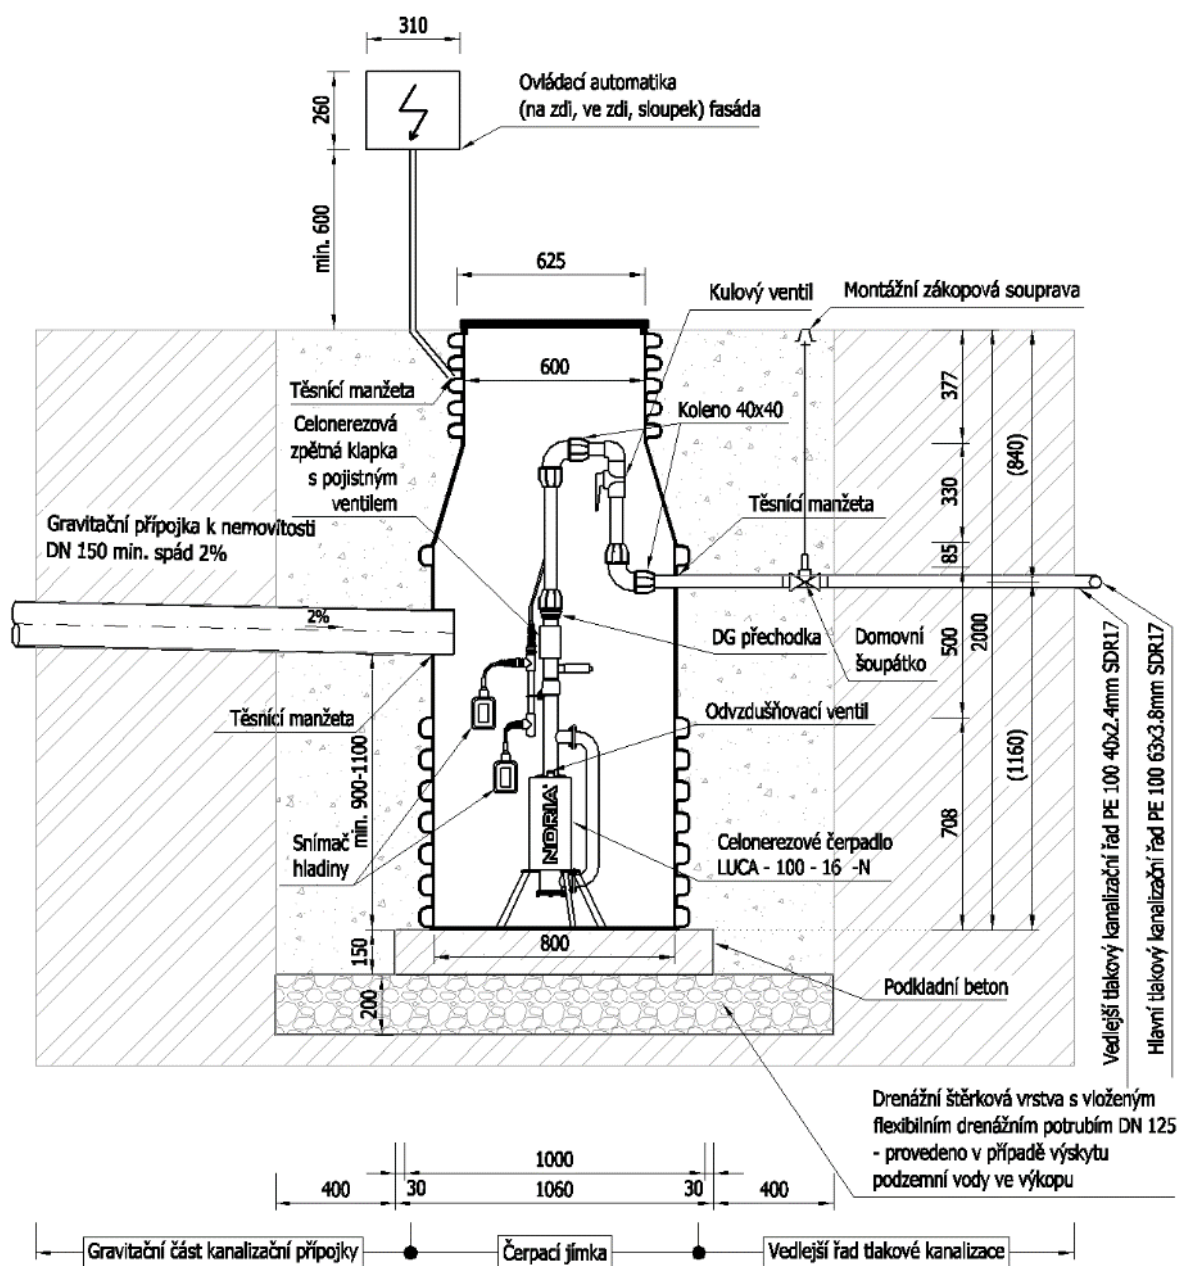 310
260
Ovládací automatika
(na zdi, ve zdi, sloupek) fasáda
min. 600
625
Kulový ventil
Montážní zákopová souprava
600
377
Těsnící manžeta
Koleno 40x40
Celonerezová
zpětná klapka
s pojistným
ventilem
(840)
330
Těsnící manžeta
Gravitační přípojka k nemovitosti
DN 150 min. spád 2%
85
2%
DG přechodka
Domovní
šoupátko
500
2000
Těsnící manžeta
Odvzdušňovací ventil
min. 900-1100
(1160)
NORIA
708
Snímač
hladiny
Celonerezové čerpadlo
LUCA - 100 - 16 -N
Vedlejší tlakový kanalizační řad PE 100 40x2.4mm SDR17
Hlavní tlakový kanalizační řad PE 100 63x3.8mm SDR17
150
800
Podkladní beton
200
Drenážní štěrková vrstva s vloženým
flexibilním drenážním potrubím DN 125
- provedeno v případě výskytu
podzemní vody ve výkopu
1000
400
30
1060
30
400
Gravitační část kanalizační přípojky
Čerpací jímka
Vedlejší řad tlakové kanalizace